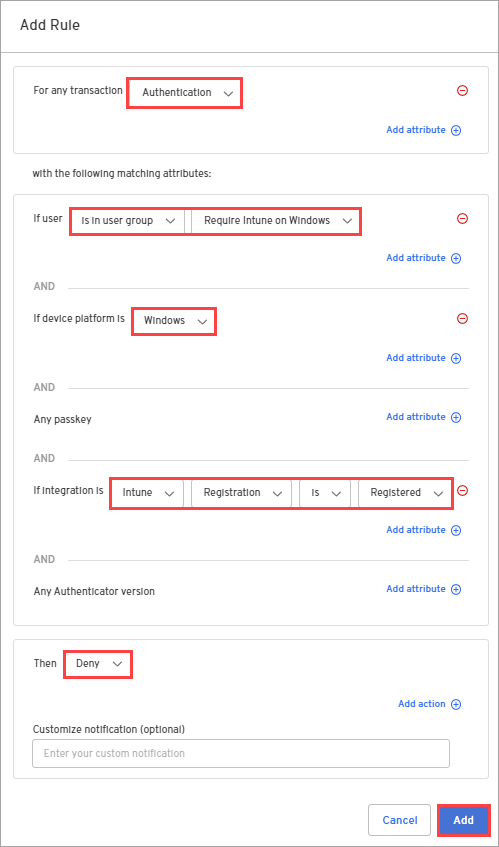 Add Rule
For any transaction Authentication
Add attribute
with the following matching attributes:
If user is in user group Require Intune on Windows
Add attribute
AND
If device platform is Windows
Add attribute
AND
Any passkey Add attribute
AND
If integration is Intune Registration is Registered
Add attribute
AND
Any Authenticator version Add attribute
Then Deny
Add action
Customize notification (optional)
Enter your custom notification
Cancel Add